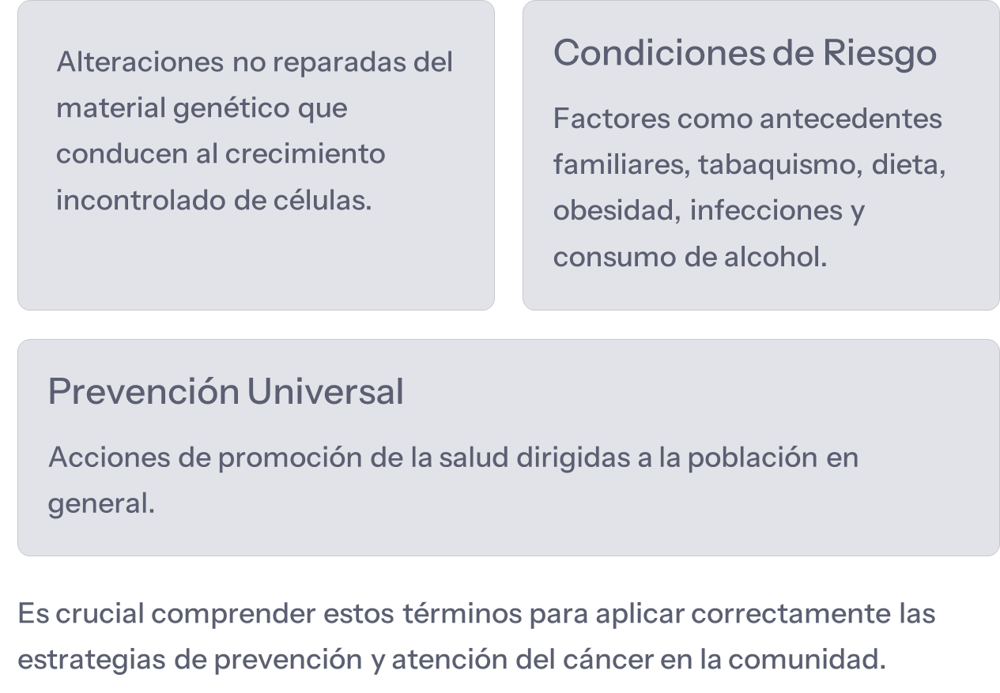 Alteraciones no reparadas del
material genético que
conducen al crecimiento
incontrolado de células.
Condiciones de Riesgo
Factores como antecedentes
familiares, tabaquismo, dieta,
obesidad, infecciones y
consumo de alcohol.
Prevención Universal
Acciones de promoción de la salud dirigidas a la población en
general.
Es crucial comprender estos términos para aplicar correctamente las
estrategias de prevención y atención del cáncer en la comunidad.